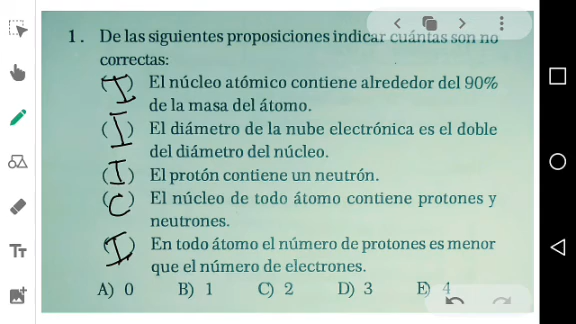 1. De las siguientes proposiciones indicar cuántas son no
correctas:
(I) El núcleo atómico contiene alrededor del 90%
de la masa del átomo.
(I) El diámetro de la nube electrónica es el doble
del diámetro del núcleo.
(I) El protón contiene un neutrón.
(C) El núcleo de todo átomo contiene protones y
neutrones.
(I) En todo átomo el número de protones es menor
que el número de electrones.
A) 0 B) 1 C) 2 D) 3 E) 4
Tт